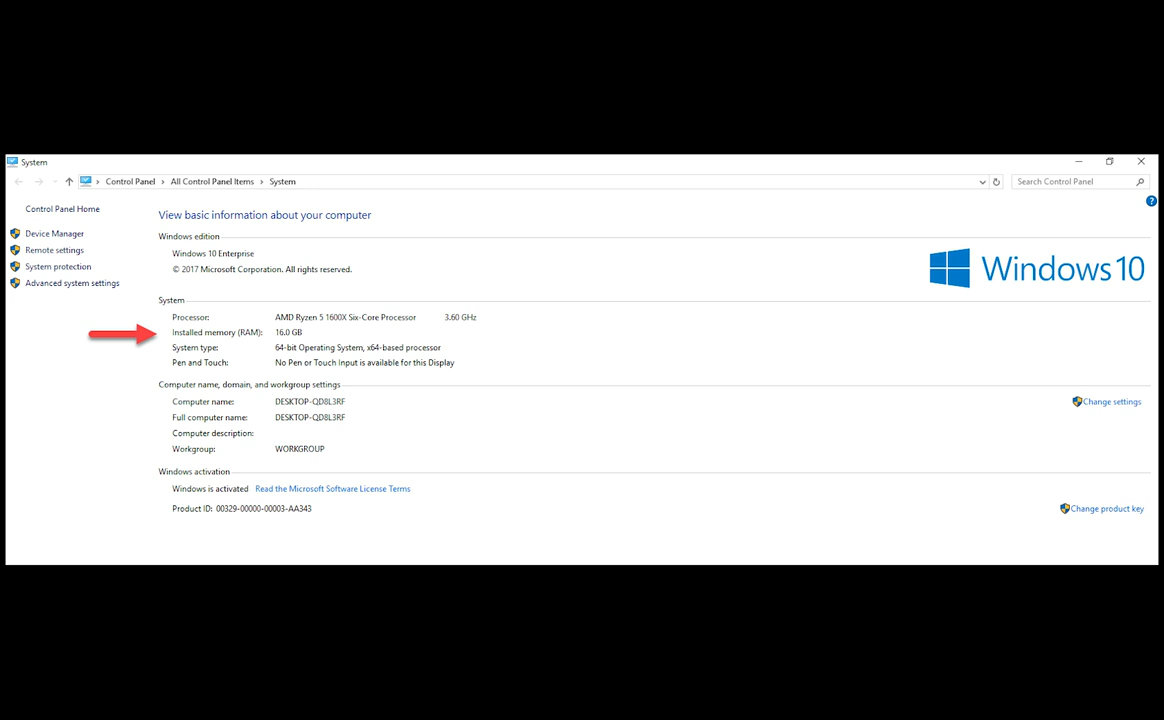 System
Control Panel › All Control Panel Items › System
Search Control Panel
Control Panel Home
Device Manager
Remote settings
System protection
Advanced system settings
View basic information about your computer
Windows edition
Windows 10 Enterprise
© 2017 Microsoft Corporation. All rights reserved.
Windows 10
System
Processor: AMD Ryzen 5 1600X Six-Core Processor 3.60 GHz
Installed memory (RAM): 16.0 GB
System type: 64-bit Operating System, x64-based processor
Pen and Touch: No Pen or Touch Input is available for this Display
Computer name, domain, and workgroup settings
Computer name: DESKTOP-QD8L3RF
Change settings
Full computer name: DESKTOP-QD8L3RF
Computer description:
Workgroup: WORKGROUP
Windows activation
Windows is activated Read the Microsoft Software License Terms
Product ID: 00329-00000-00003-AA343
Change product key